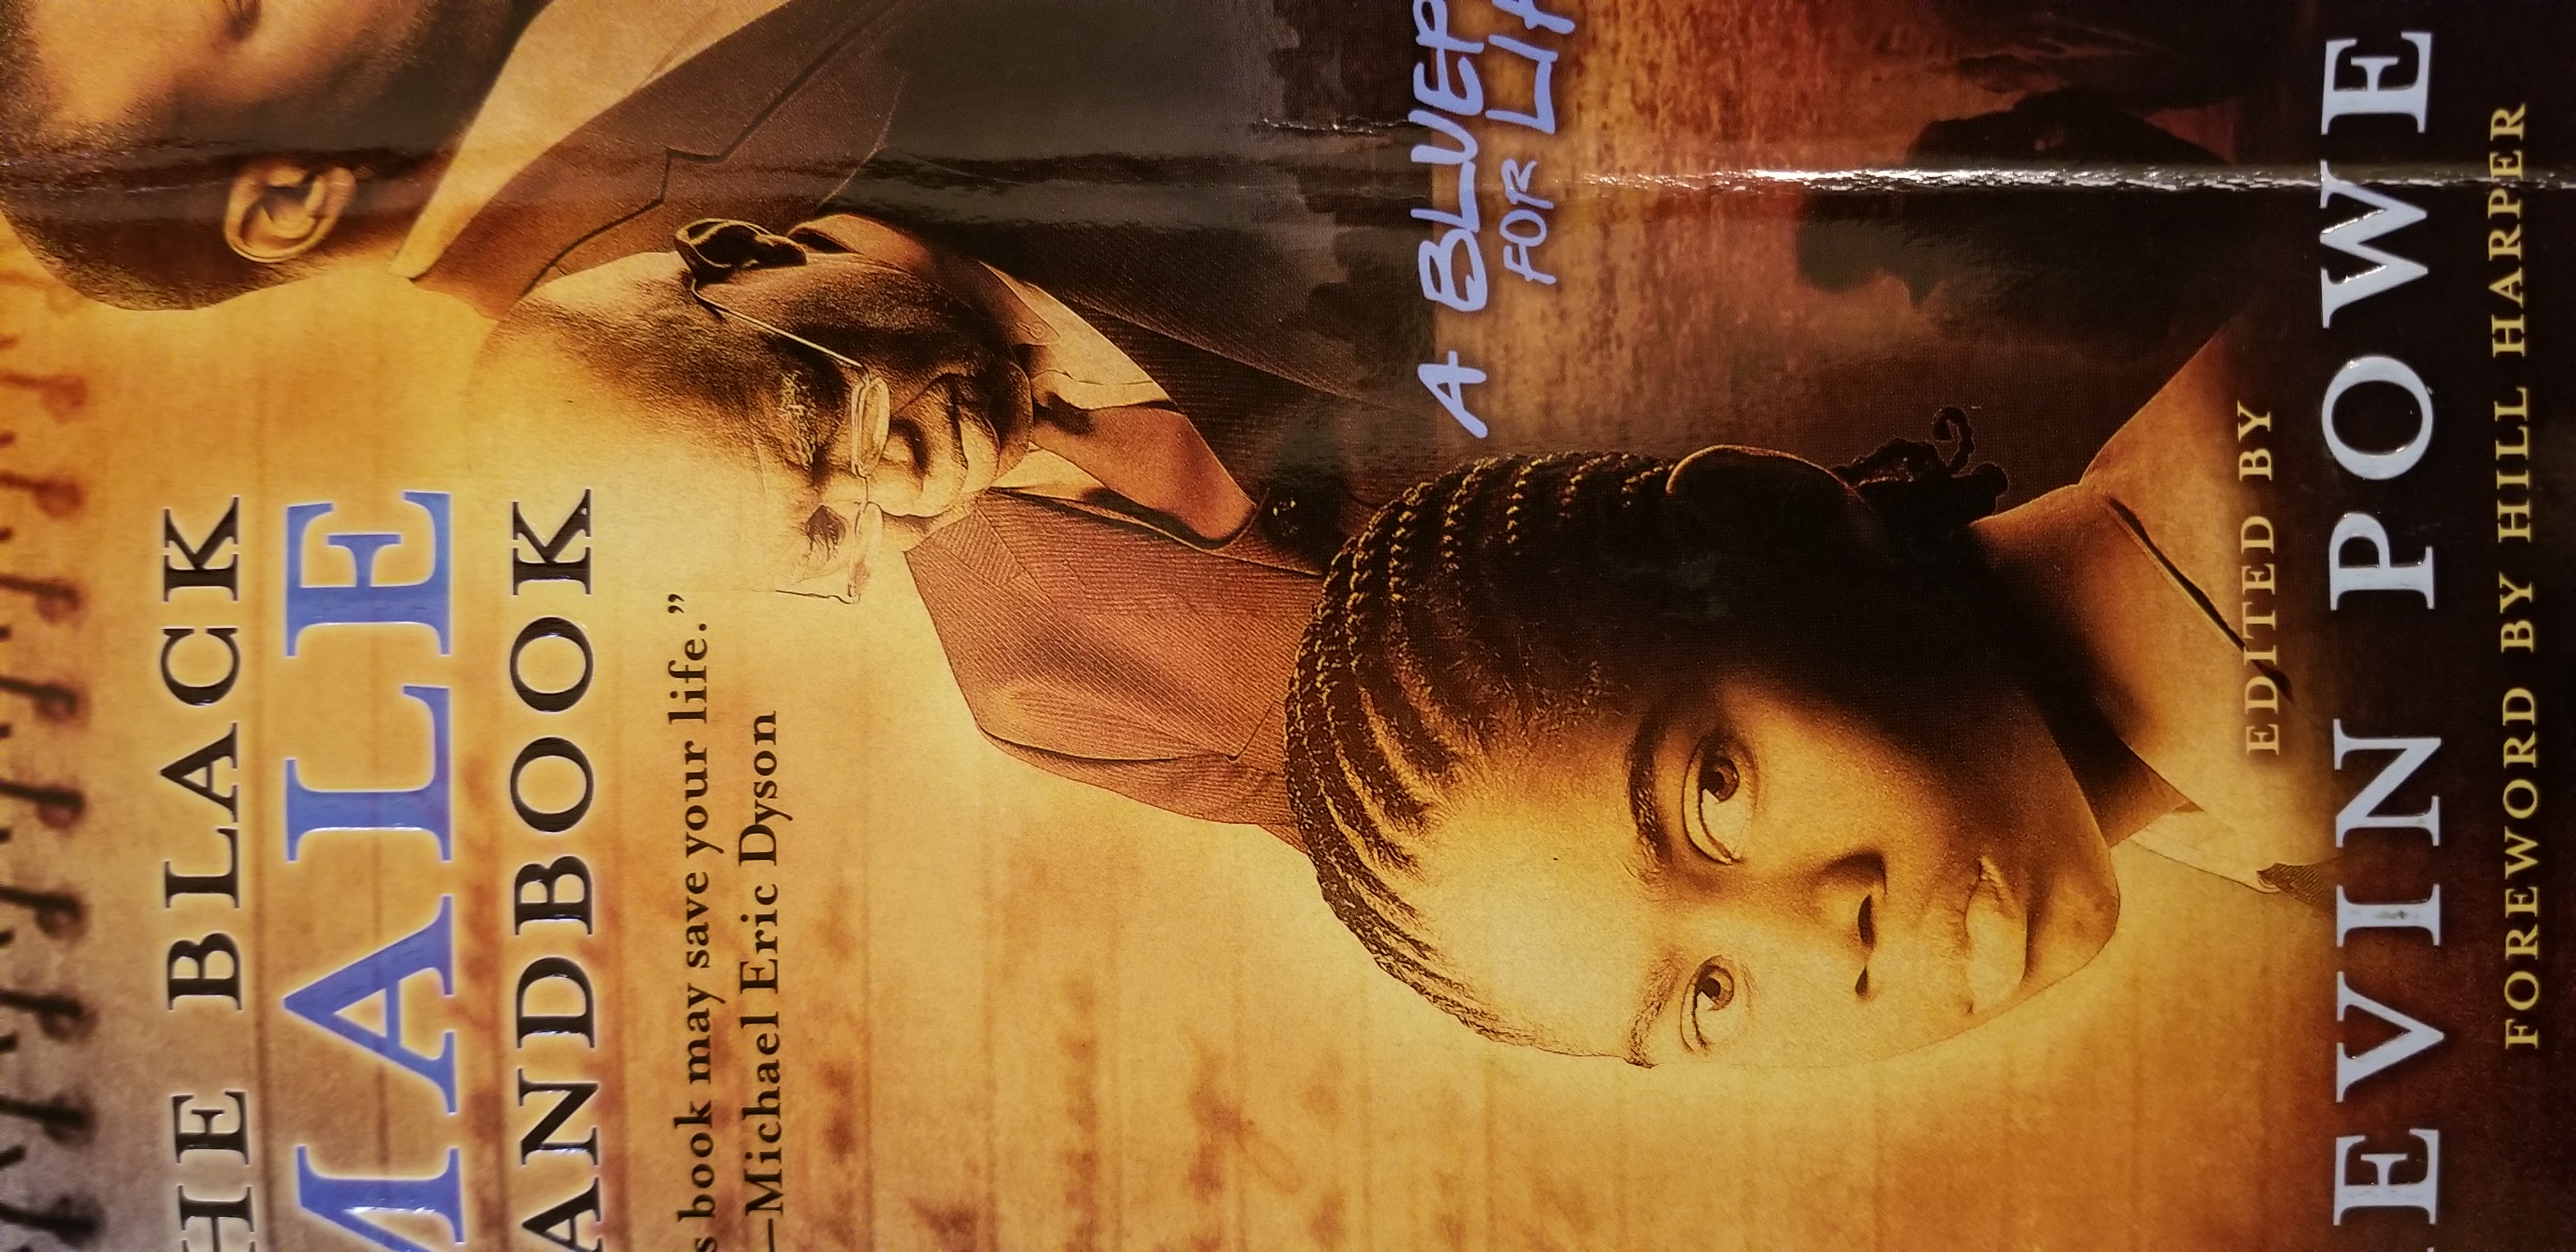 HE BLACK
MALE
ANDBOOK
s book may save your life.”
—Michael Eric Dyson
A BLUEP
FOR LIF
EDITED BY
EVIN POWE
FOREWORD BY HILL HARPER